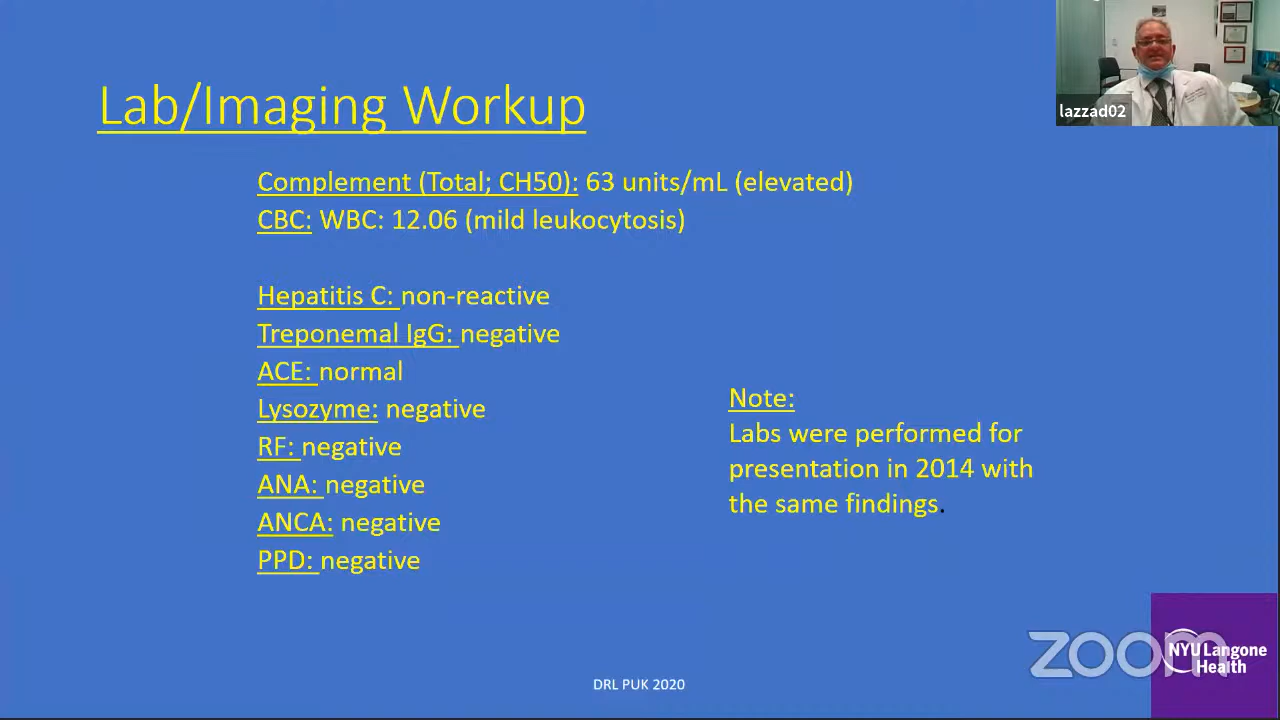 lazzad02
Lab/Imaging Workup
Complement (Total; CH50): 63 units/mL (elevated)
CBC: WBC: 12.06 (mild leukocytosis)
Hepatitis C: non-reactive
Treponemal IgG: negative
ACE: normal
Lysozyme: negative
RF: negative
ANA: negative
ANCA: negative
PPD: negative
Note:
Labs were performed for
presentation in 2014 with
the same findings.
DRL PUK 2020
zoom
NYU Langone
Health